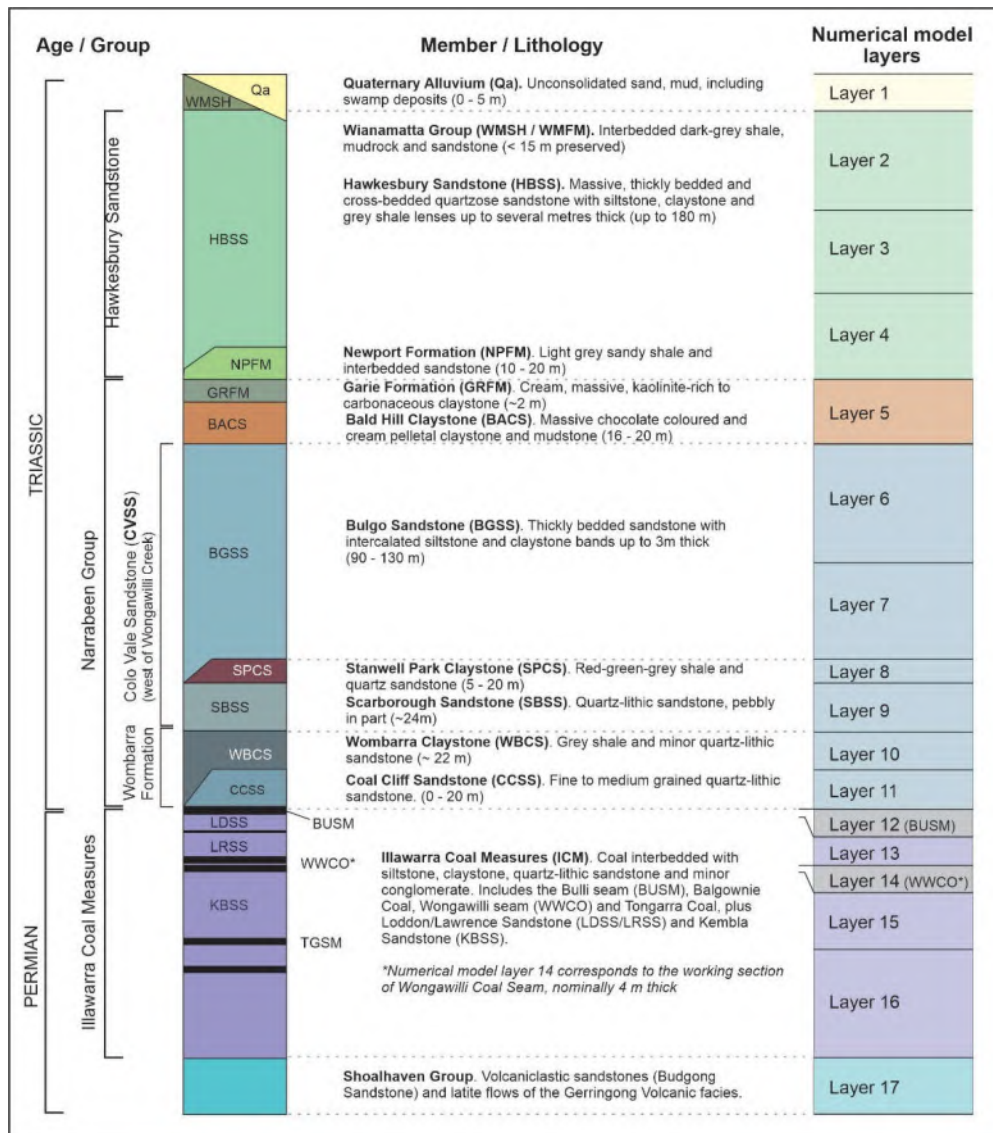 Age / Group
Member / Lithology
Numerical model
layers
TRIASSIC
PERMIAN
Hawkesbury Sandstone
Narrabeen Group
Colo Vale Sandstone (CVSS)
(west of Wongawilli Creek)
Wombarra
Formation
Illawarra Coal Measures
Qa
WMSH
HBSS
NPFM
GRFM
BACS
BGSS
SPCS
SBSS
WBCS
CCSS
LDSS
BUSM
LRSS
WWCO*
KBSS
TGSM
Quaternary Alluvium (Qa). Unconsolidated sand, mud, including
swamp deposits (0 - 5 m)
Wianamatta Group (WMSH / WMFM). Interbedded dark-grey shale,
mudrock and sandstone (< 15 m preserved)
Hawkesbury Sandstone (HBSS). Massive, thickly bedded and
cross-bedded quartzose sandstone with siltstone, claystone and
grey shale lenses up to several metres thick (up to 180 m)
Newport Formation (NPFM). Light grey sandy shale and
interbedded sandstone (10 - 20 m)
Garie Formation (GRFM). Cream, massive, kaolinite-rich to
carbonaceous claystone (~2 m)
Bald Hill Claystone (BACS). Massive chocolate coloured and
cream pelletal claystone and mudstone (16 - 20 m)
Bulgo Sandstone (BGSS). Thickly bedded sandstone with
intercalated siltstone and claystone bands up to 3m thick
(90 - 130 m)
Stanwell Park Claystone (SPCS). Red-green-grey shale and
quartz sandstone (5 - 20 m)
Scarborough Sandstone (SBSS). Quartz-lithic sandstone, pebbly
in part (~24m)
Wombarra Claystone (WBCS). Grey shale and minor quartz-lithic
sandstone (~ 22 m)
Coal Cliff Sandstone (CCSS). Fine to medium grained quartz-lithic
sandstone. (0 - 20 m)
Illawarra Coal Measures (ICM). Coal interbedded with
siltstone, claystone, quartz-lithic sandstone and minor
conglomerate. Includes the Bulli seam (BUSM), Balgownie
Coal, Wongawilli seam (WWCO) and Tongarra Coal, plus
Loddon/Lawrence Sandstone (LDSS/LRSS) and Kembla
Sandstone (KBSS).
*Numerical model layer 14 corresponds to the working section
of Wongawilli Coal Seam, nominally 4 m thick
Shoalhaven Group. Volcaniclastic sandstones (Budgong
Sandstone) and latite flows of the Gerringong Volcanic facies.
Layer 1
Layer 2
Layer 3
Layer 4
Layer 5
Layer 6
Layer 7
Layer 8
Layer 9
Layer 10
Layer 11
Layer 12 (BUSM)
Layer 13
Layer 14 (WWCO*)
Layer 15
Layer 16
Layer 17